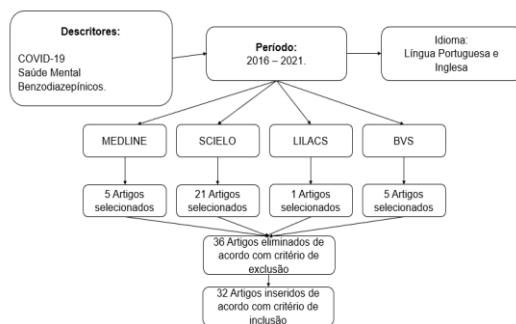 Descritores:
COVID-19
Saúde Mental
Benzodiazepínicos.
Período:
2016 – 2021.
Idioma:
Língua Portuguesa e
Inglesa
MEDLINE
SCIELO
LILACS
BVS
5 Artigos
selecionados
21 Artigos
selecionados
1 Artigos
selecionados
5 Artigos
selecionados
36 Artigos eliminados de
acordo com critério de
exclusão
32 Artigos inseridos de
acordo com critério de
inclusão